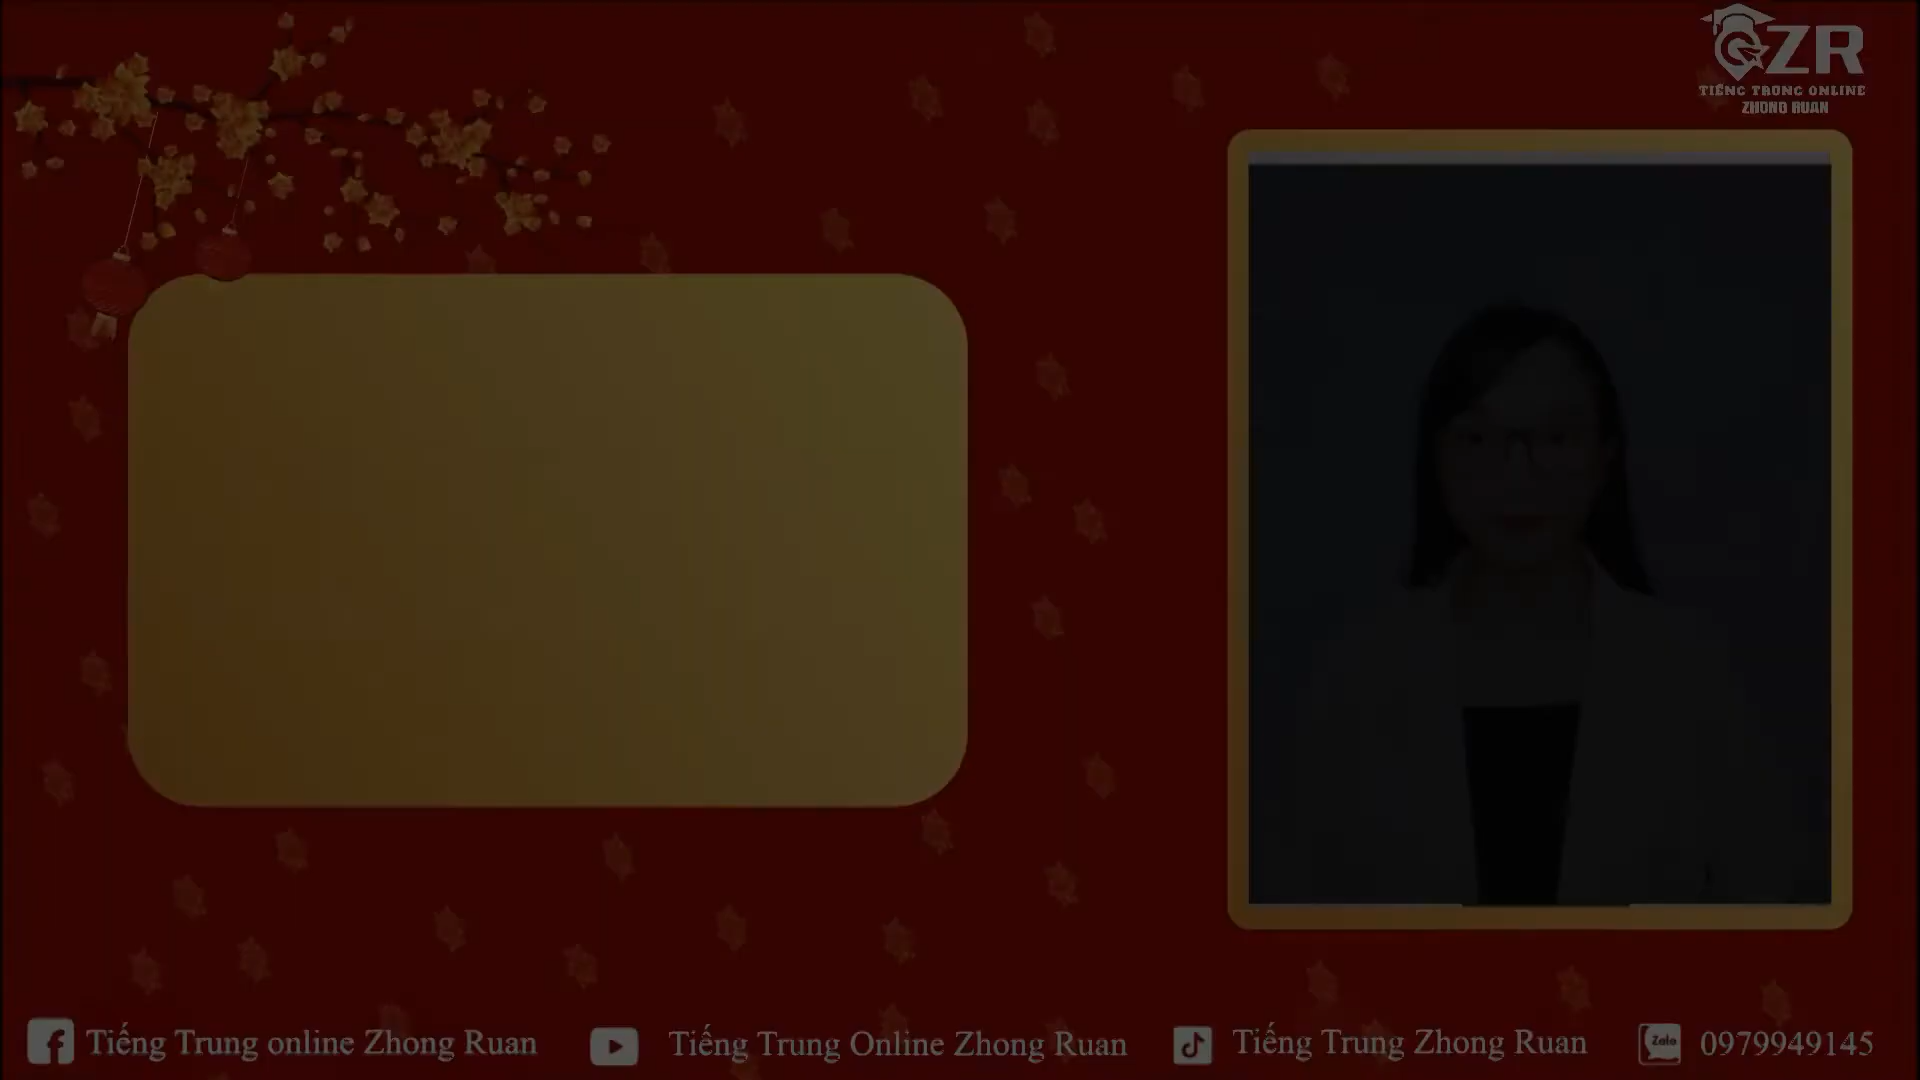 ZR
TIẾNG TRUNG ONLINE
ZHONG RUAN
Tiếng Trung online Zhong Ruan
Tiếng Trung Online Zhong Ruan
Tiếng Trung Zhong Ruan
Zalo
0979949145